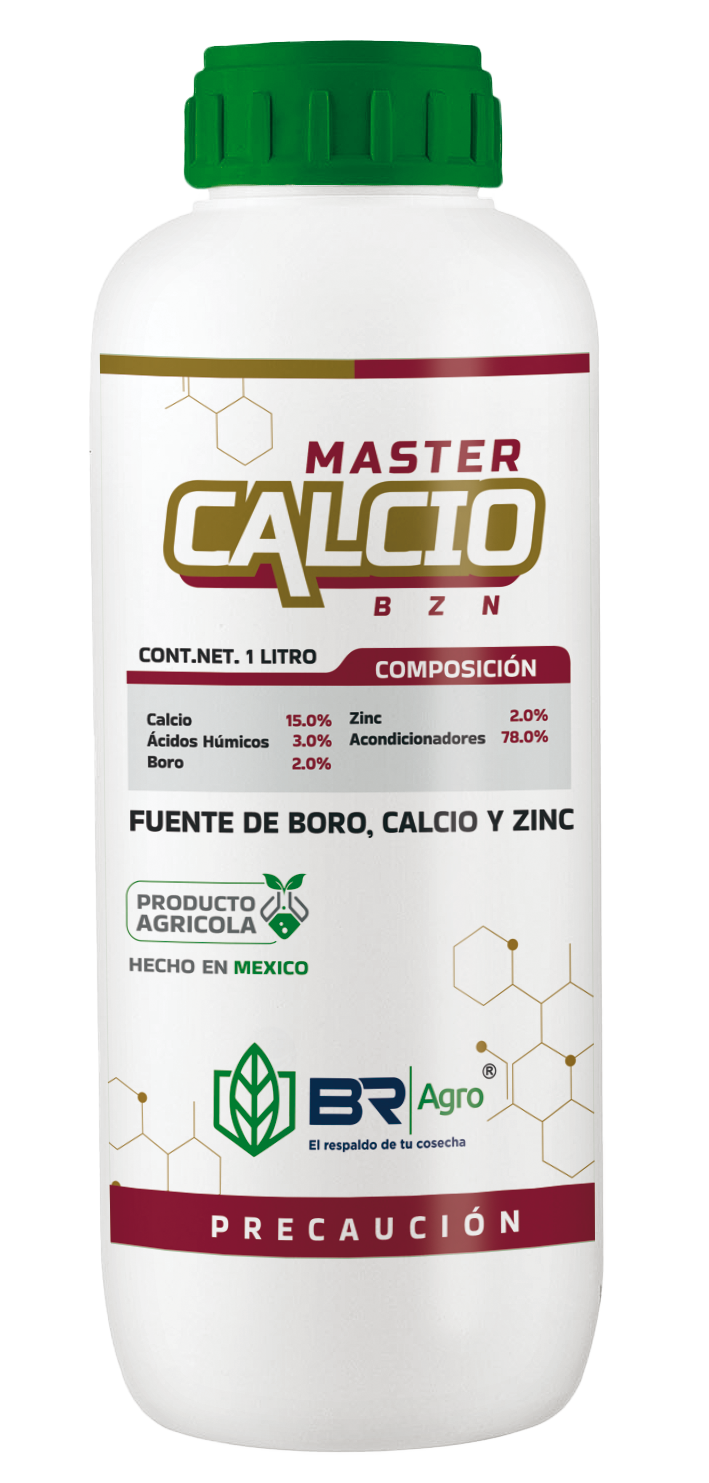 MASTER
CALCIO
B Z N
CONT.NET. 1 LITRO
COMPOSICIÓN
Calcio 15.0% Zinc 2.0%
Ácidos Húmicos 3.0% Acondicionadores 78.0%
Boro 2.0%
FUENTE DE BORO, CALCIO Y ZINC
PRODUCTO
AGRICOLA
HECHO EN MEXICO
BR Agro ®
El respaldo de tu cosecha
PRECAUCIÓN